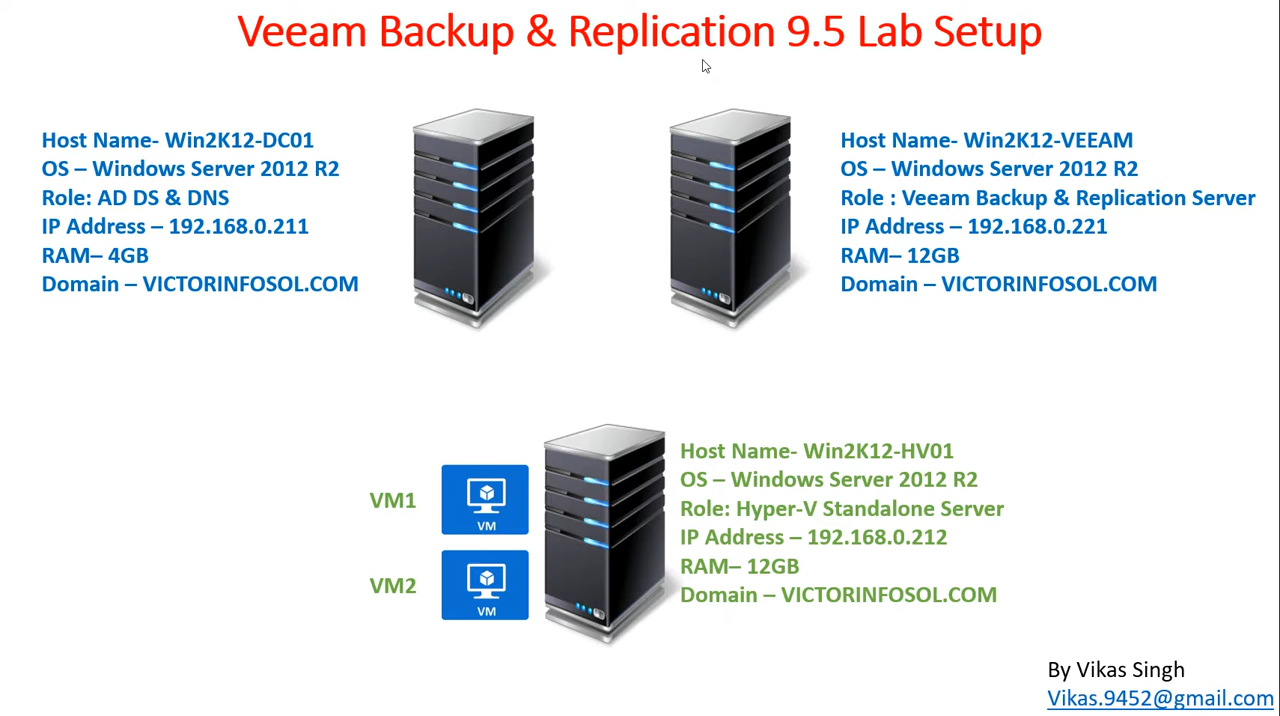 Veeam Backup & Replication 9.5 Lab Setup
Host Name- Win2K12-DC01
OS – Windows Server 2012 R2
Role: AD DS & DNS
IP Address – 192.168.0.211
RAM– 4GB
Domain – VICTORINFOSOL.COM
Host Name- Win2K12-VEEAM
OS – Windows Server 2012 R2
Role : Veeam Backup & Replication Server
IP Address – 192.168.0.221
RAM– 12GB
Domain – VICTORINFOSOL.COM
VM1
VM
VM2
VM
Host Name- Win2K12-HV01
OS – Windows Server 2012 R2
Role: Hyper-V Standalone Server
IP Address – 192.168.0.212
RAM– 12GB
Domain – VICTORINFOSOL.COM
By Vikas Singh
Vikas.9452@gmail.com